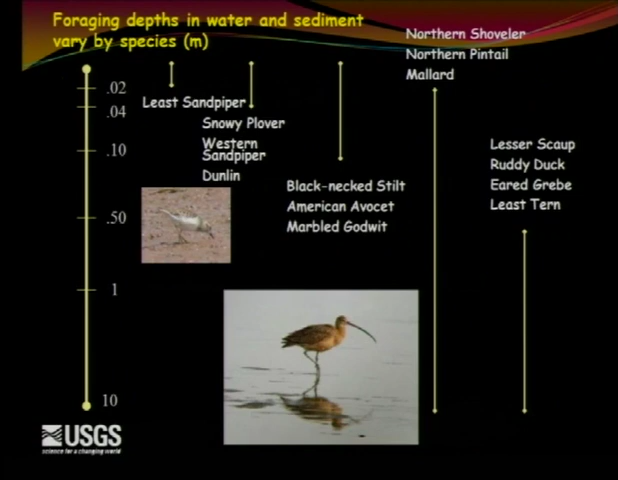 Foraging depths in water and sediment
vary by species (m)
Northern Shoveler
Northern Pintail
Mallard
.02
.04
.10
.50
1
10
Least Sandpiper
Snowy Plover
Western
Sandpiper
Dunlin
Black-necked Stilt
American Avocet
Marbled Godwit
Lesser Scaup
Ruddy Duck
Eared Grebe
Least Tern
USGS
science for a changing world